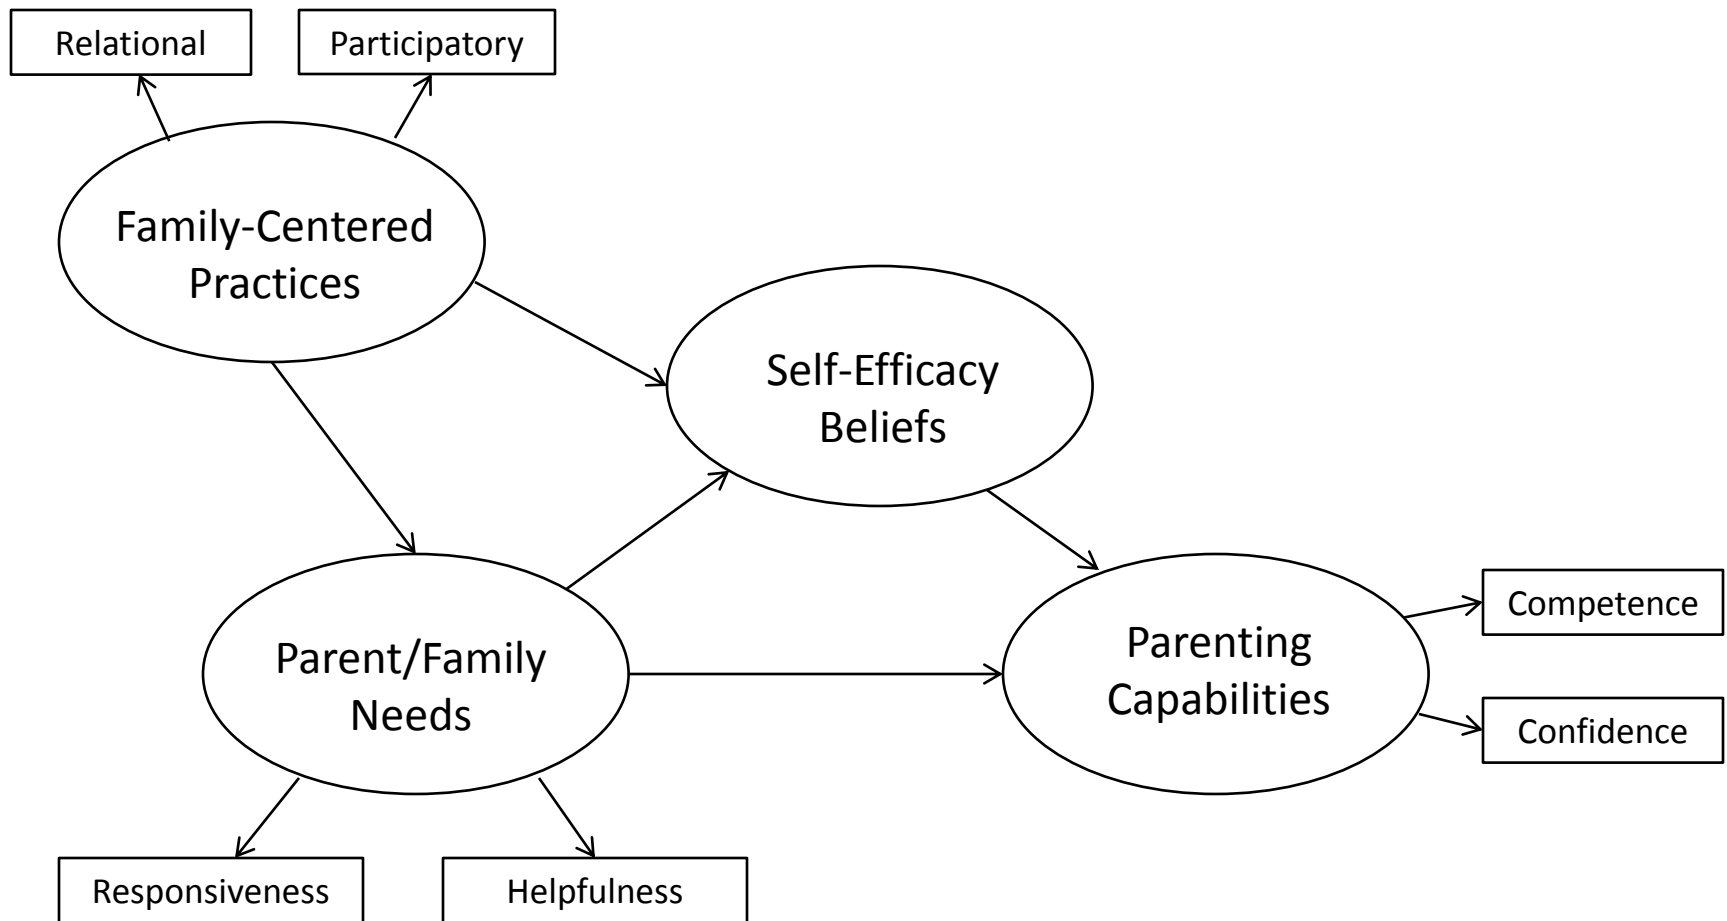 Relational
Participatory
Family-Centered
Practices
Self-Efficacy
Beliefs
Parent/Family
Needs
Parenting
Capabilities
Competence
Confidence
Responsiveness
Helpfulness